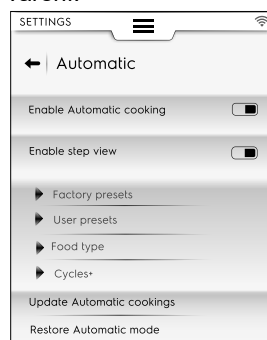 SETTINGS
Automatic
Enable Automatic cooking
Enable step view
Factory presets
User presets
Food type
Cycles+
Update Automatic cookings
Restore Automatic mode